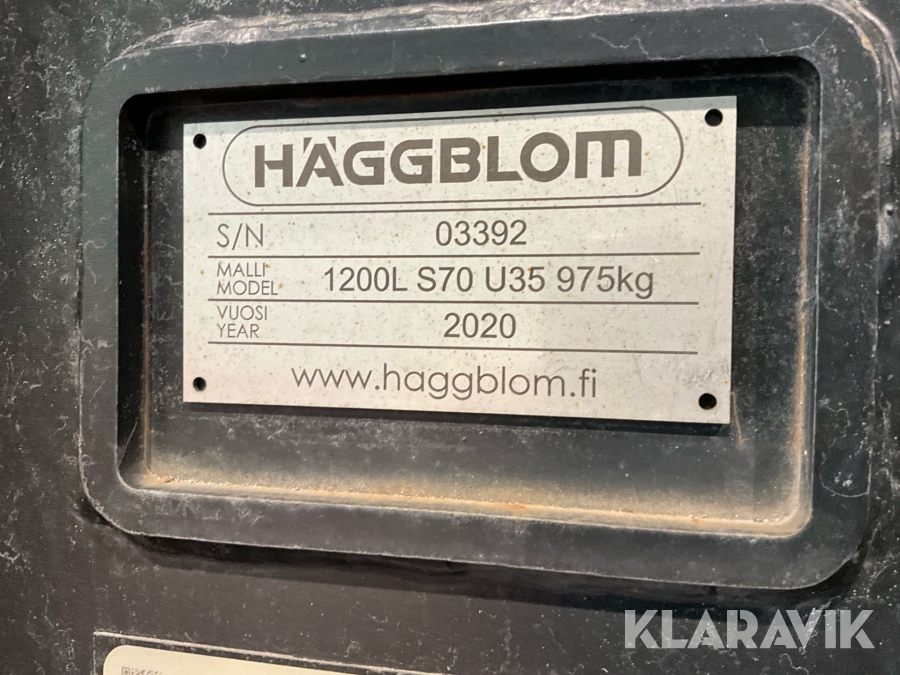 HÄGGBLOM
S/N 03392
MALLI
MODEL 1200L S70 U35 975kg
VUOSI
YEAR 2020
www.haggblom.fi
KLARAVIK